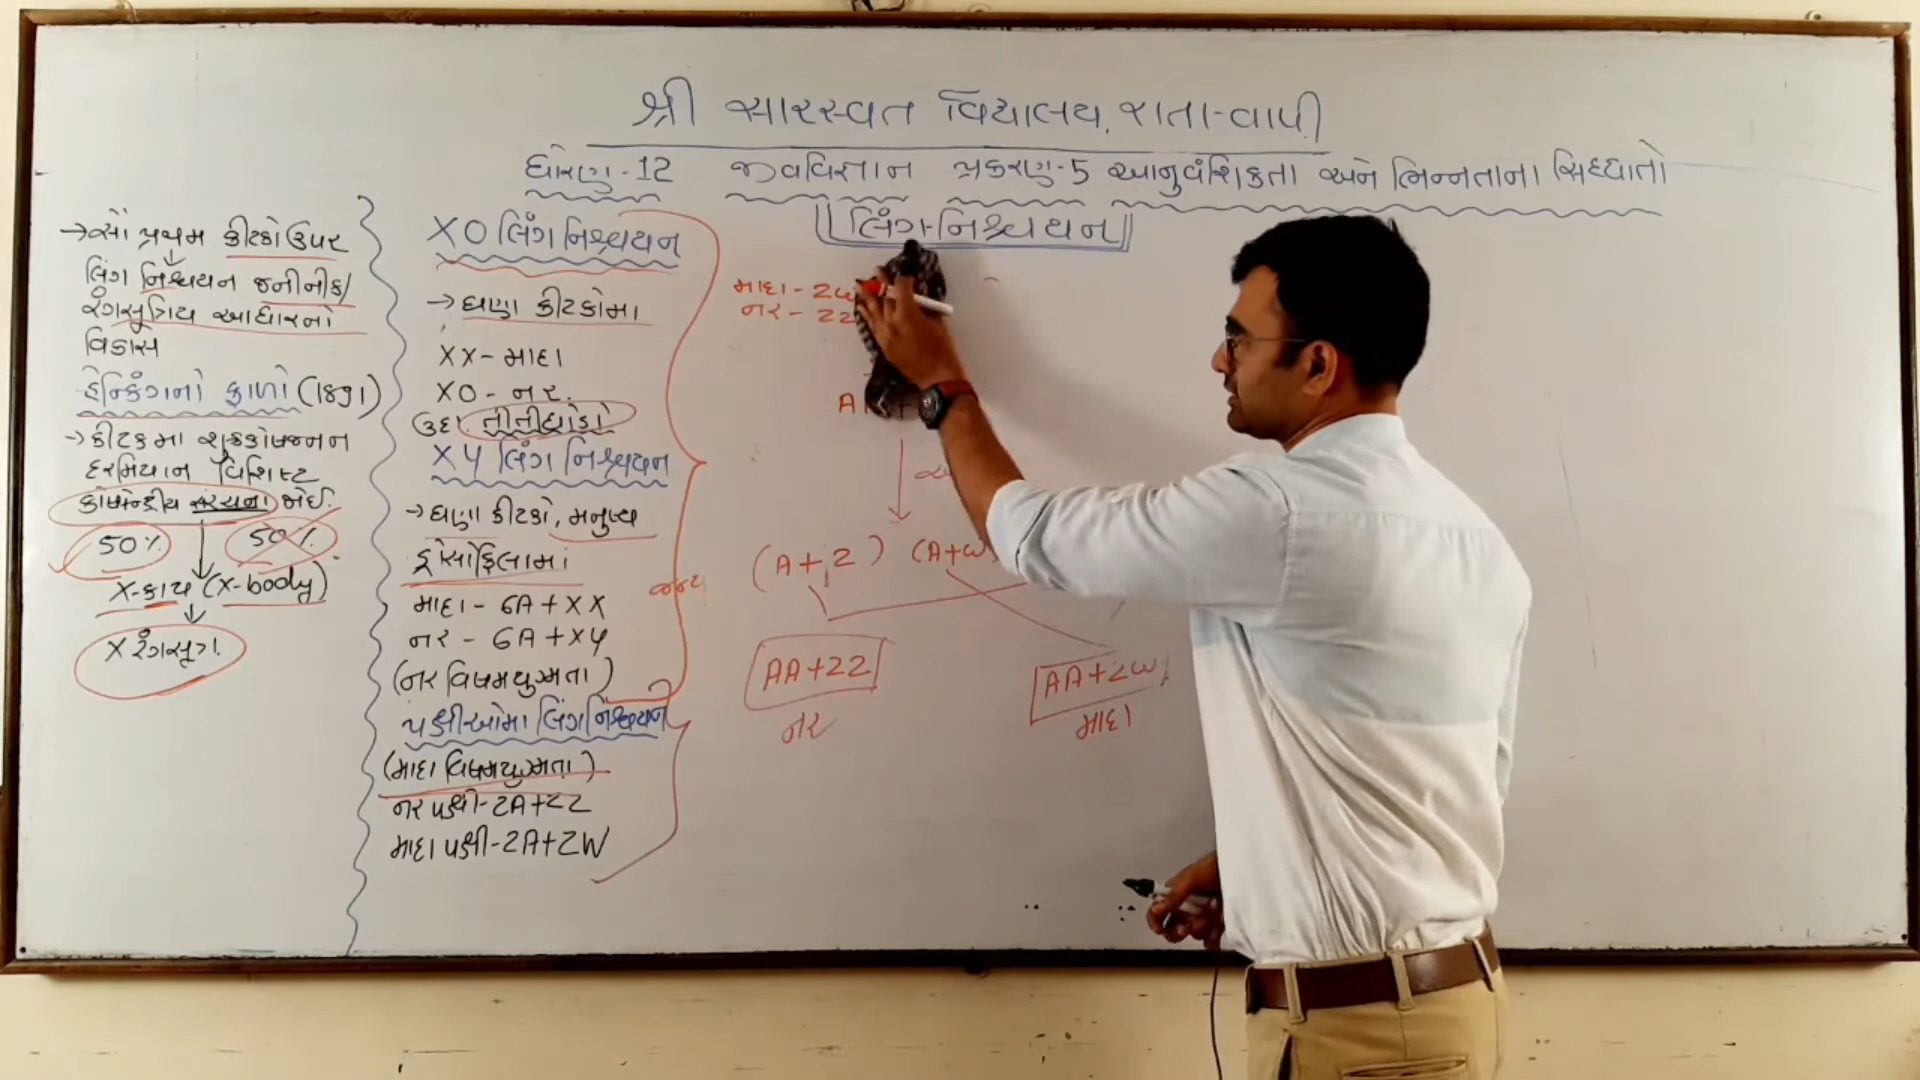 શ્રી સારસ્વત વિદ્યાલય, રાતા-વાપી
ધોરણ-12 જીવવિજ્ઞાન પ્રકરણ-5 આનુવંશિકતા અને ભિન્નતાના સિદ્ધાતો
લિંગ-નિશ્ચયન
→ સૌ પ્રથમ કીટકો ઉપર
લિંગ નિશ્ચયન જનીનીક/
રંગસૂત્રિય આધારનો
વિકાસ
હેન્કિંગનો ફાળો (1891)
→ કીટકમા શુક્રકોષજનન
દરમિયાન વિશિષ્ટ
કોષકેન્દ્રીય સંરચના જોઈ.
50% 50%
X-કાય (X-body)
X રંગસૂત્ર.
XO લિંગ નિશ્ચયન
→ ઘણા કીટકોમા
XX - માદા
XO - નર.
ઉદા. તીતીઘોડો
XY લિંગ નિશ્ચયન
→ ઘણા કીટકો, મનુષ્ય
ડ્રોસોફિલામાં
માદા - 6A + XX
નર - 6A + XY
(નર વિષમયુગ્મતા)
પક્ષીઓમા લિંગ નિશ્ચયન
(માદા વિષમયુગ્મતા)
નર પક્ષી - 2A + ZZ
માદા પક્ષી - 2A + ZW
માદા - ZW
નર - ZZ
A
(A+Z) (A+W
AA+ZZ AA+ZW
નર માદા